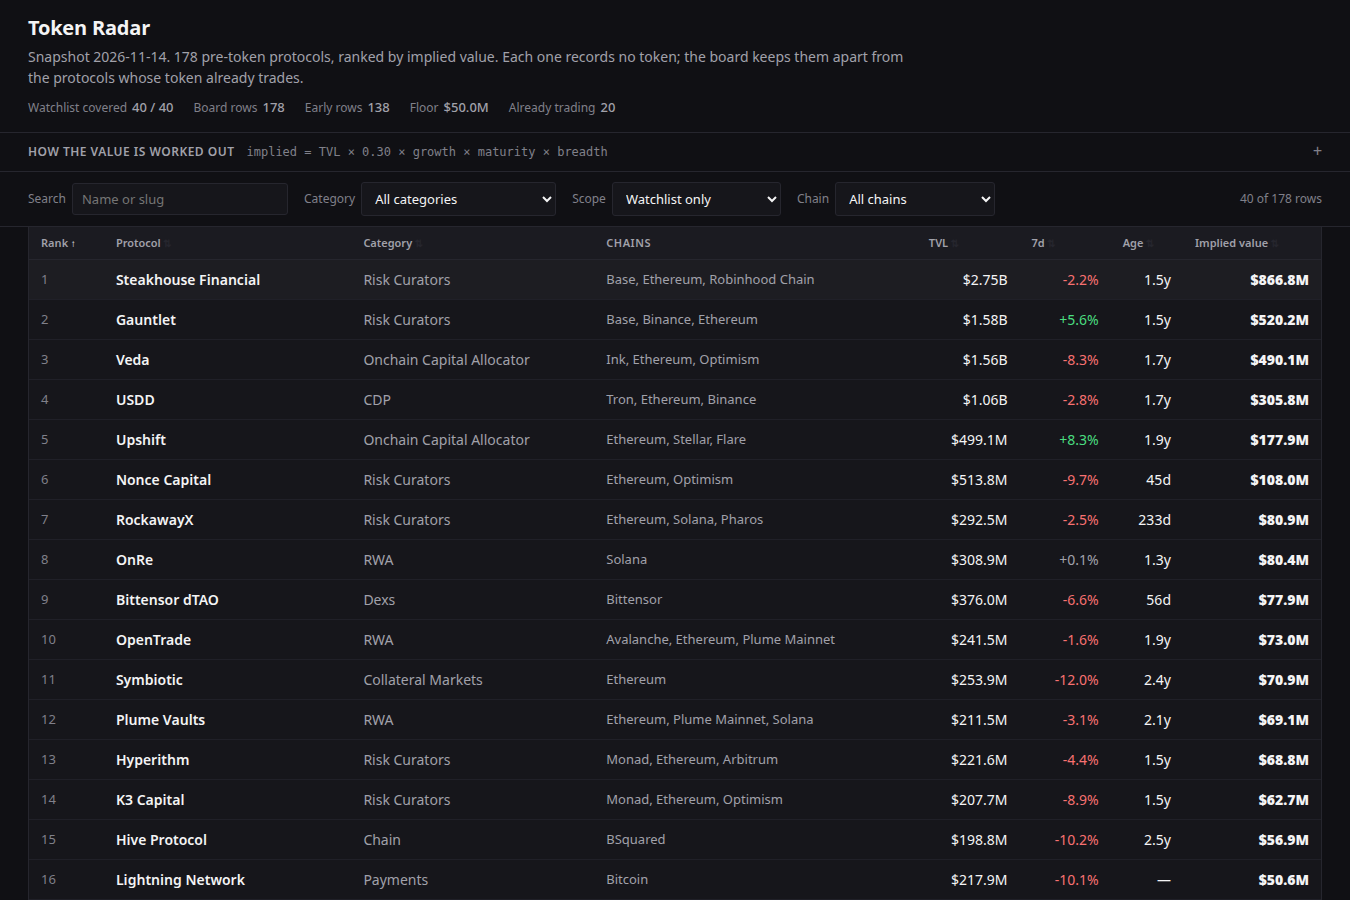 Token Radar
Snapshot 2026-11-14. 178 pre-token protocols, ranked by implied value. Each one records no token; the board keeps them apart from
the protocols whose token already trades.
Watchlist covered 40 / 40 Board rows 178 Early rows 138 Floor $50.0M Already trading 20
HOW THE VALUE IS WORKED OUT implied = TVL × 0.30 × growth × maturity × breadth +
Search Name or slug Category All categories Scope Watchlist only Chain All chains 40 of 178 rows
Rank ↑ Protocol Category CHAINS TVL 7d Age Implied value
1 Steakhouse Financial Risk Curators Base, Ethereum, Robinhood Chain $2.75B -2.2% 1.5y $866.8M
2 Gauntlet Risk Curators Base, Binance, Ethereum $1.58B +5.6% 1.5y $520.2M
3 Veda Onchain Capital Allocator Ink, Ethereum, Optimism $1.56B -8.3% 1.7y $490.1M
4 USDD CDP Tron, Ethereum, Binance $1.06B -2.8% 1.7y $305.8M
5 Upshift Onchain Capital Allocator Ethereum, Stellar, Flare $499.1M +8.3% 1.9y $177.9M
6 Nonce Capital Risk Curators Ethereum, Optimism $513.8M -9.7% 45d $108.0M
7 RockawayX Risk Curators Ethereum, Solana, Pharos $292.5M -2.5% 233d $80.9M
8 OnRe RWA Solana $308.9M +0.1% 1.3y $80.4M
9 Bittensor dTAO Dexs Bittensor $376.0M -6.6% 56d $77.9M
10 OpenTrade RWA Avalanche, Ethereum, Plume Mainnet $241.5M -1.6% 1.9y $73.0M
11 Symbiotic Collateral Markets Ethereum $253.9M -12.0% 2.4y $70.9M
12 Plume Vaults RWA Ethereum, Plume Mainnet, Solana $211.5M -3.1% 2.1y $69.1M
13 Hyperithm Risk Curators Monad, Ethereum, Arbitrum $221.6M -4.4% 1.5y $68.8M
14 K3 Capital Risk Curators Monad, Ethereum, Optimism $207.7M -8.9% 1.5y $62.7M
15 Hive Protocol Chain BSquared $198.8M -10.2% 2.5y $56.9M
16 Lightning Network Payments Bitcoin $217.9M -10.1% — $50.6M